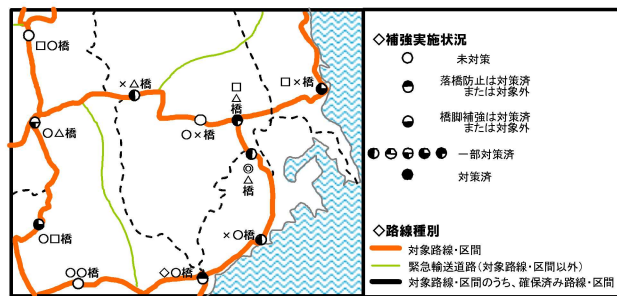 □○橋
×△橋
□
△
橋
□×橋
○△橋
○×橋
◎
△
橋
○□橋
×○橋
○○橋
◇○橋
◇補強実施状況
未対策
落橋防止は対策済
または対象外
橋脚補強は対策済
または対象外
一部対策済
対策済
◇路線種別
対象路線・区間
緊急輸送道路(対象路線・区間以外)
対象路線・区間のうち、確保済み路線・区間